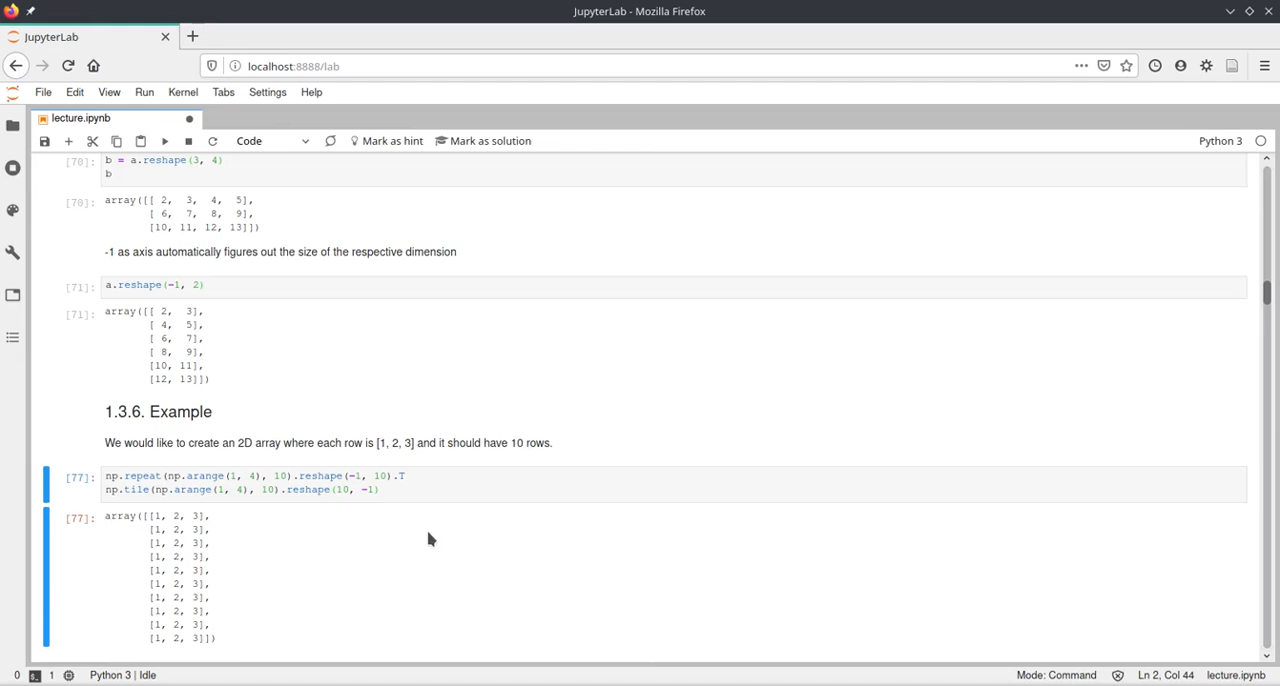 JupyterLab - Mozilla Firefox
JupyterLab
localhost:8888/lab
File Edit View Run Kernel Tabs Settings Help
lecture.ipynb
Code Mark as hint Mark as solution Python 3
[70]: b = a.reshape(3, 4)
b
[70]: array([[ 2, 3, 4, 5],
[ 6, 7, 8, 9],
[10, 11, 12, 13]])
-1 as axis automatically figures out the size of the respective dimension
[71]: a.reshape(-1, 2)
[71]: array([[ 2, 3],
[ 4, 5],
[ 6, 7],
[ 8, 9],
[10, 11],
[12, 13]])
1.3.6. Example
We would like to create an 2D array where each row is [1, 2, 3] and it should have 10 rows.
[77]: np.repeat(np.arange(1, 4), 10).reshape(-1, 10).T
np.tile(np.arange(1, 4), 10).reshape(10, -1)
[77]: array([[1, 2, 3],
[1, 2, 3],
[1, 2, 3],
[1, 2, 3],
[1, 2, 3],
[1, 2, 3],
[1, 2, 3],
[1, 2, 3],
[1, 2, 3],
[1, 2, 3]])
0 1 Python 3 | Idle Mode: Command Ln 2, Col 44 lecture.ipynb